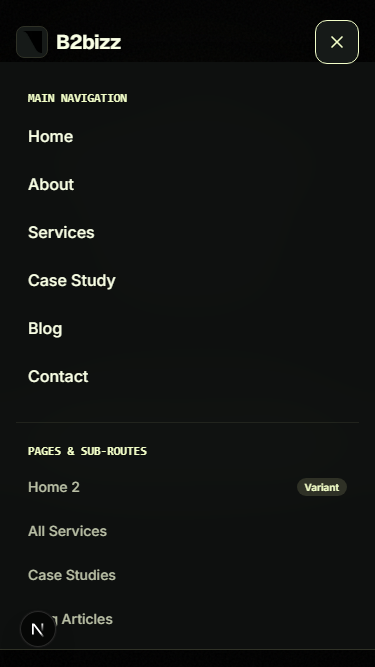 B2bizz
MAIN NAVIGATION
Home
About
Services
Case Study
Blog
Contact
PAGES & SUB-ROUTES
Home 2
Variant
All Services
Case Studies
Articles
N